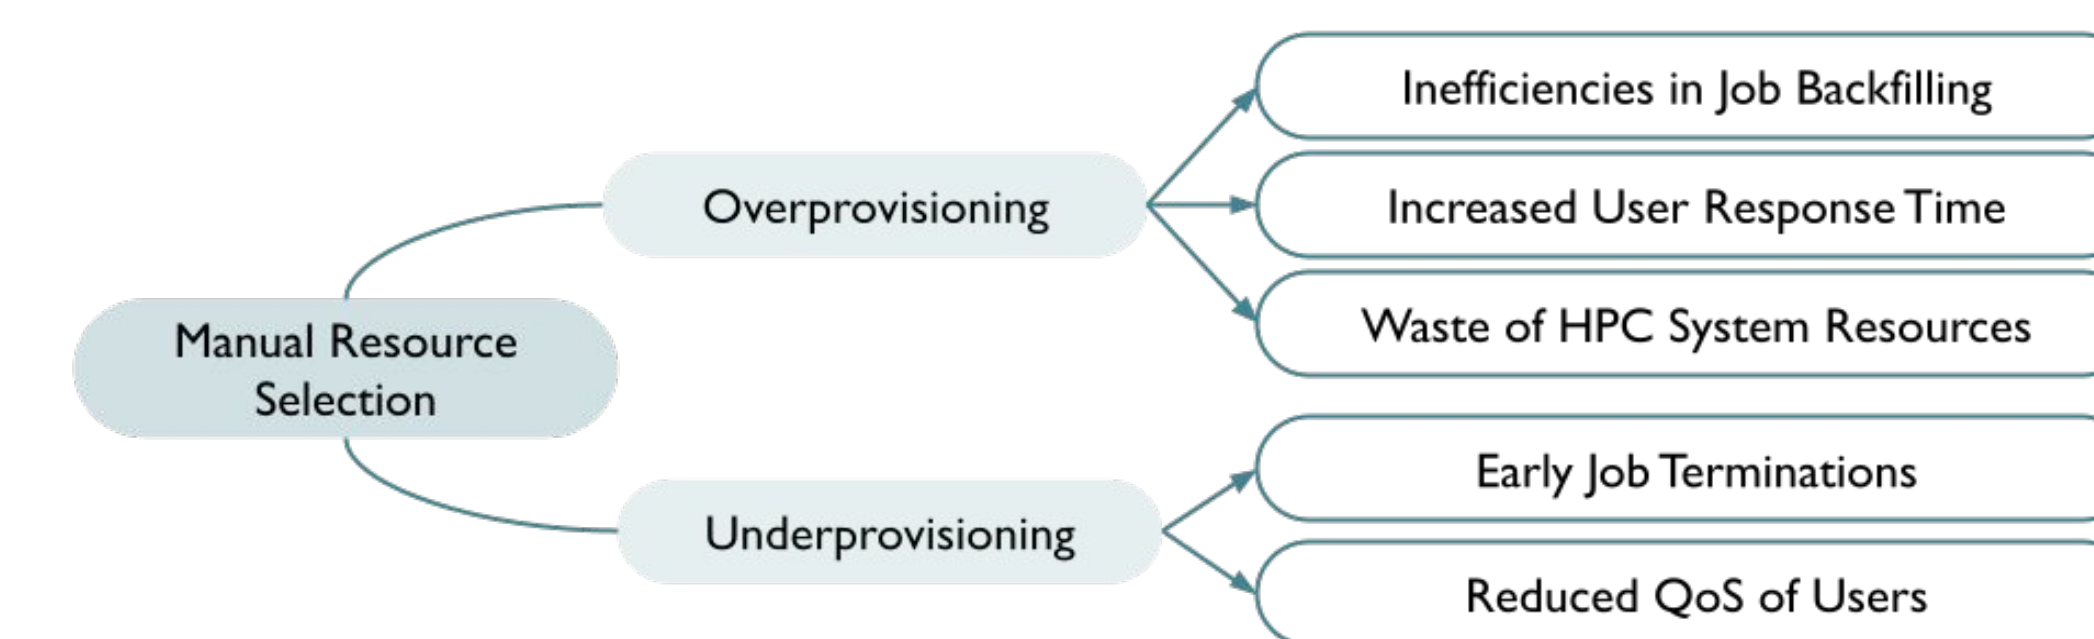 Inefficiencies in Job Backfilling
Overprovisioning
Increased User Response Time
Waste of HPC System Resources
Manual Resource
Selection
Early Job Terminations
Underprovisioning
Reduced QoS of Users